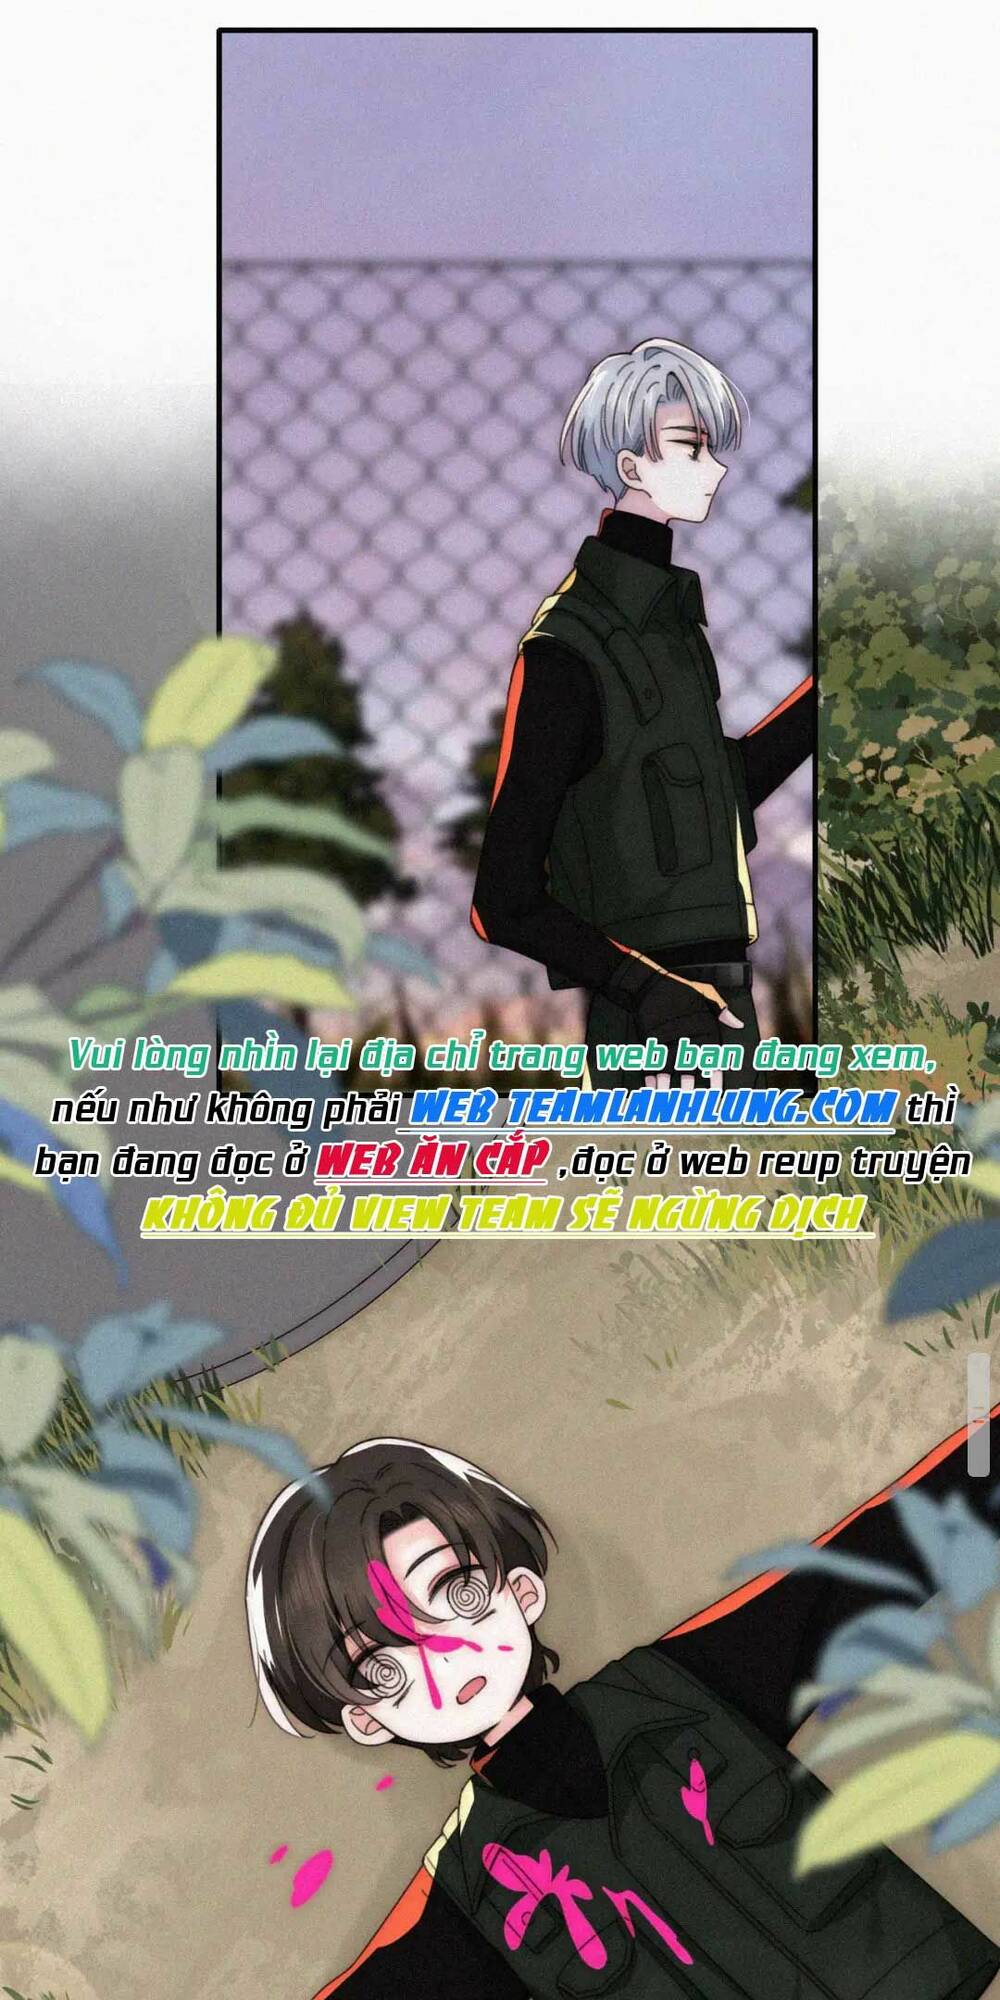 Vui lòng nhìn lại địa chỉ trang web bạn đang xem,
nếu như không phải WEB TEAMLANHLUNG.COM thì
bạn đang đọc ở WEB ĂN CẮP ,đọc ở web reup truyện
KHÔNG ĐỦ VIEW TEAM SẼ NGỪNG DỊCH